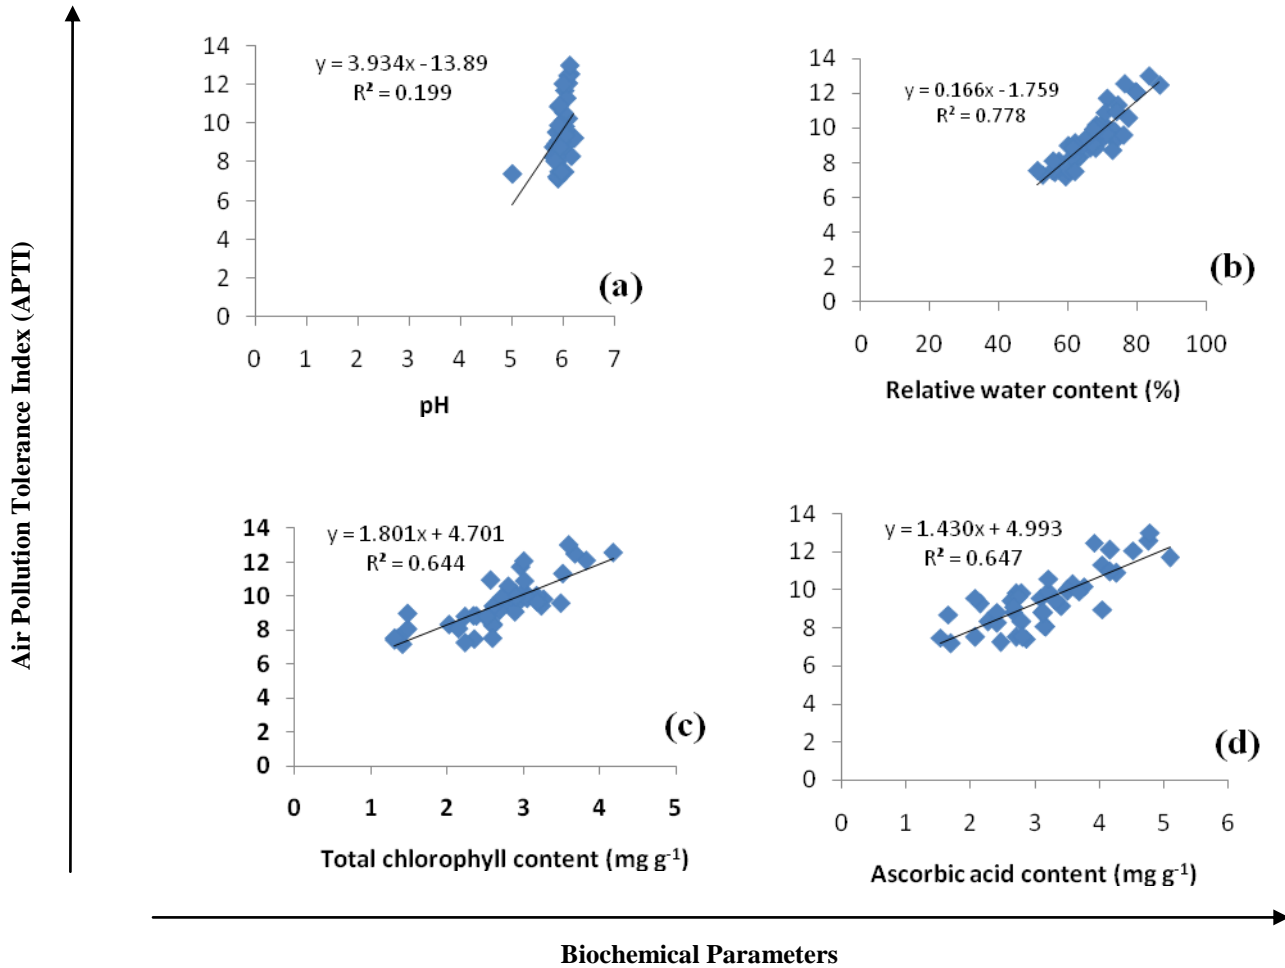 Air Pollution Tolerance Index (APTI)
y = 3.934x - 13.89
R² = 0.199
14
12
10
8
6
4
2
0
0 1 2 3 4 5 6 7
pH
(a)
y = 0.166x - 1.759
R² = 0.778
14
12
10
8
6
4
2
0
0 20 40 60 80 100
Relative water content (%)
(b)
y = 1.801x + 4.701
R² = 0.644
14
12
10
8
6
4
2
0
0 1 2 3 4 5
Total chlorophyll content (mg g⁻¹)
(c)
y = 1.430x + 4.993
R² = 0.647
14
12
10
8
6
4
2
0
0 1 2 3 4 5 6
Ascorbic acid content (mg g⁻¹)
(d)
Biochemical Parameters